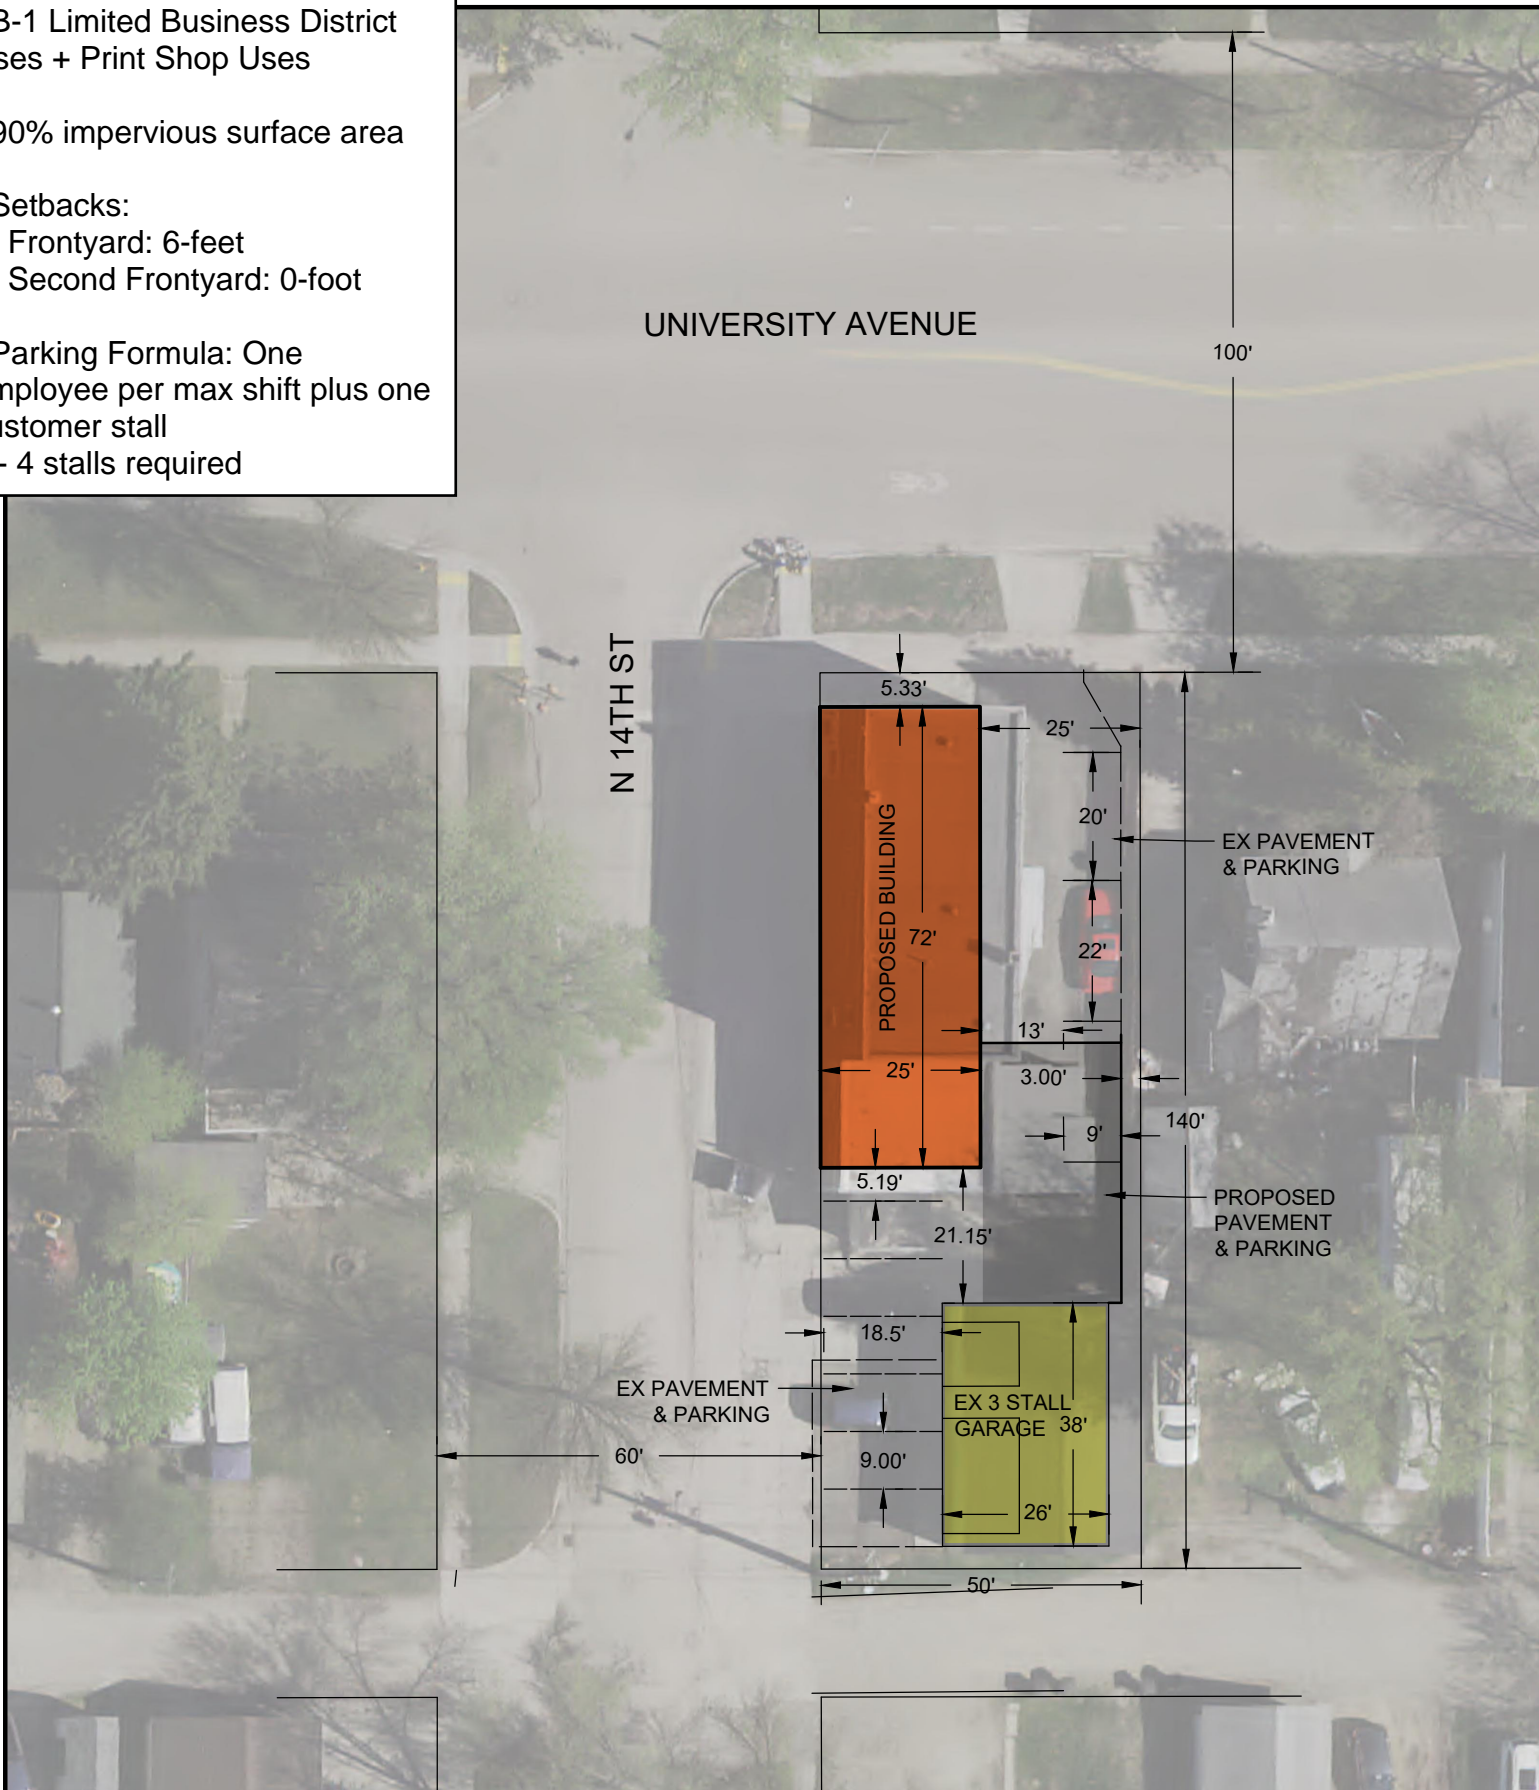 B-1 Limited Business District
ses + Print Shop Uses
90% impervious surface area
Setbacks:
Frontyard: 6-feet
Second Frontyard: 0-foot
Parking Formula: One
mployee per max shift plus one
ustomer stall
- 4 stalls required
UNIVERSITY AVENUE
100'
N 14TH ST
5.33'
25'
20'
EX PAVEMENT
& PARKING
PROPOSED BUILDING
72'
22'
13'
25'
3.00'
9'
140'
5.19'
21.15'
PROPOSED
PAVEMENT
& PARKING
18.5'
EX PAVEMENT
& PARKING
EX 3 STALL
GARAGE
38'
60'
9.00'
26'
50'